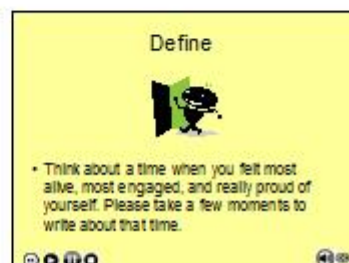 Define
• Think about a time when you felt most
alive, most engaged, and really proud of
yourself. Please take a few moments to
write about that time.